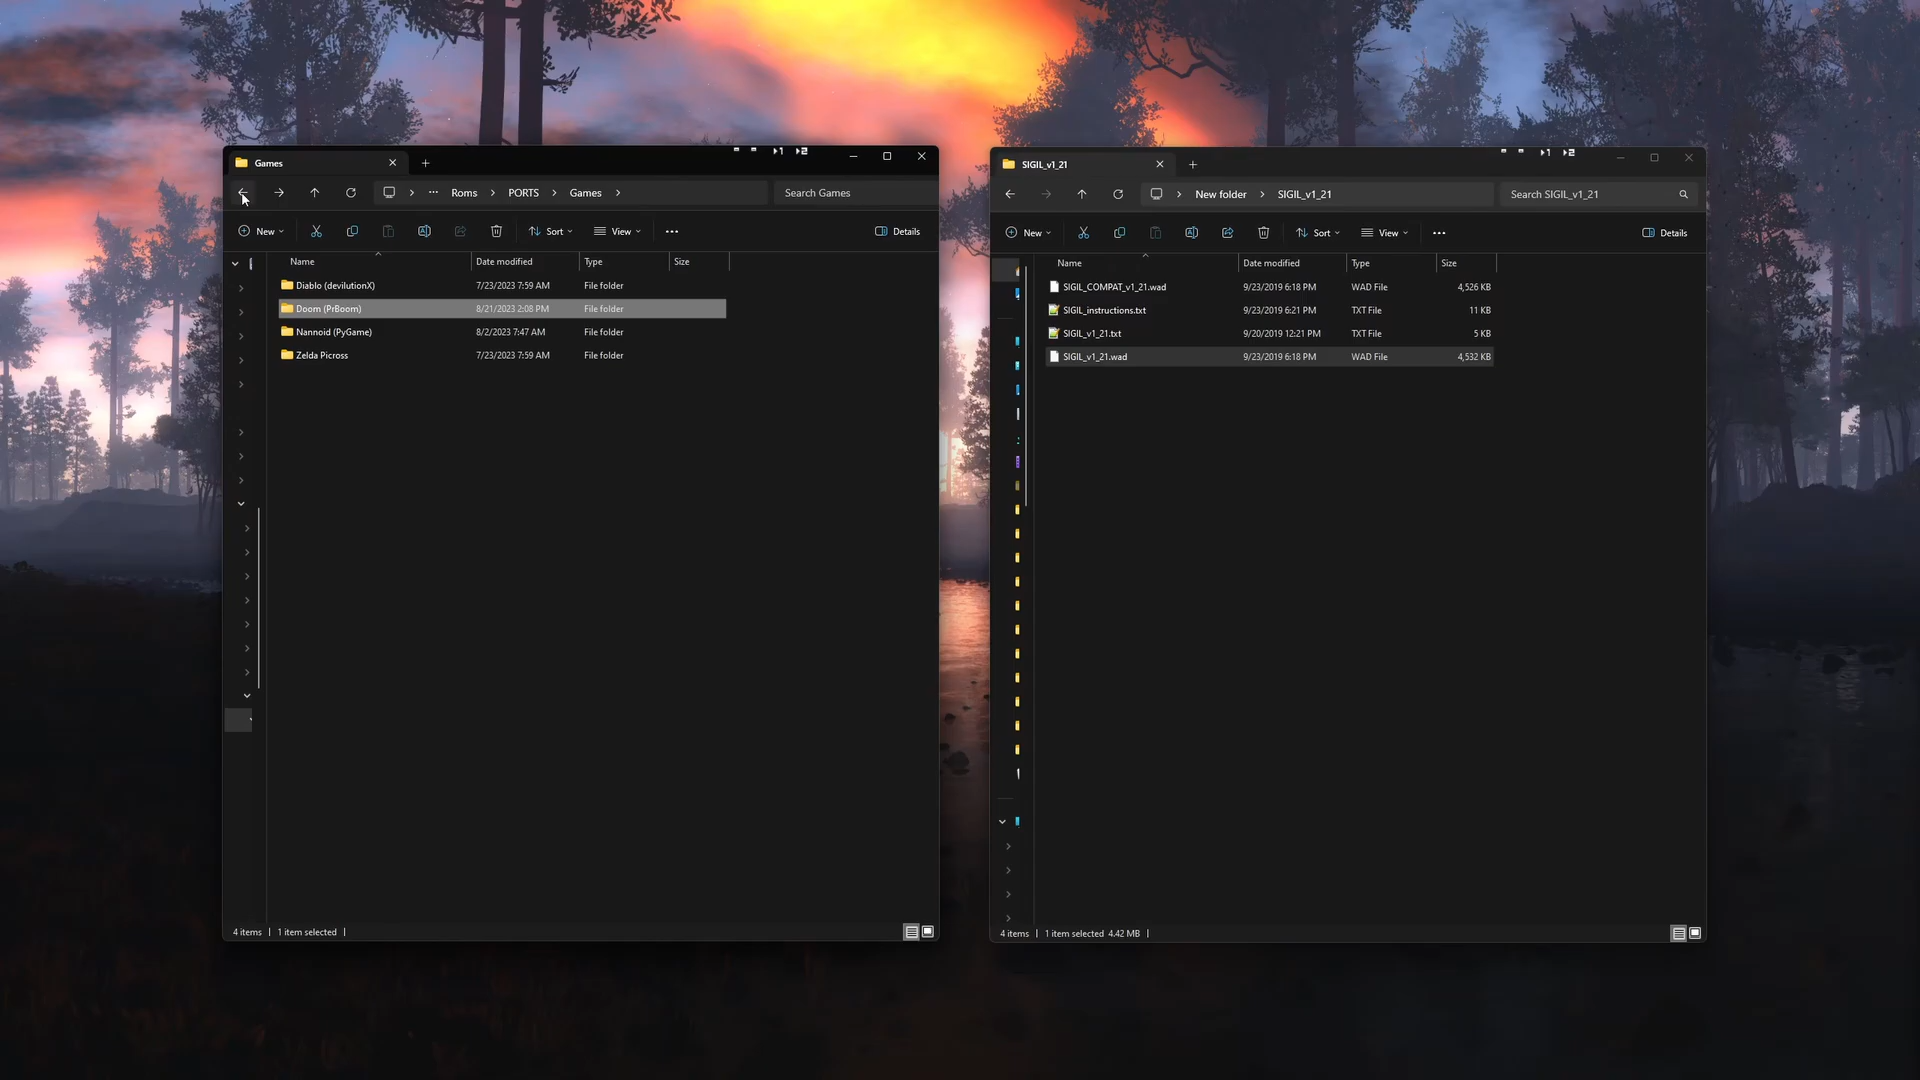 Games
Roms PORTS Games
Search Games
New Sort View Details
Name Date modified Type Size
Diablo (devilutionX) 7/23/2023 7:59 AM File folder
Doom (PrBoom) 8/21/2023 2:08 PM File folder
Nannoid (PyGame) 8/2/2023 7:47 AM File folder
Zelda Picross 7/23/2023 7:59 AM File folder
4 items 1 item selected
SIGIL_v1_21
New folder SIGIL_v1_21
Search SIGIL_v1_21
New Sort View Details
Name Date modified Type Size
SIGIL_COMPAT_v1_21.wad 9/23/2019 6:18 PM WAD File 4,526 KB
SIGIL_instructions.txt 9/23/2019 6:21 PM TXT File 11 KB
SIGIL_v1_21.txt 9/20/2019 12:21 PM TXT File 5 KB
SIGIL_v1_21.wad 9/23/2019 6:18 PM WAD File 4,532 KB
4 items 1 item selected 4.42 MB